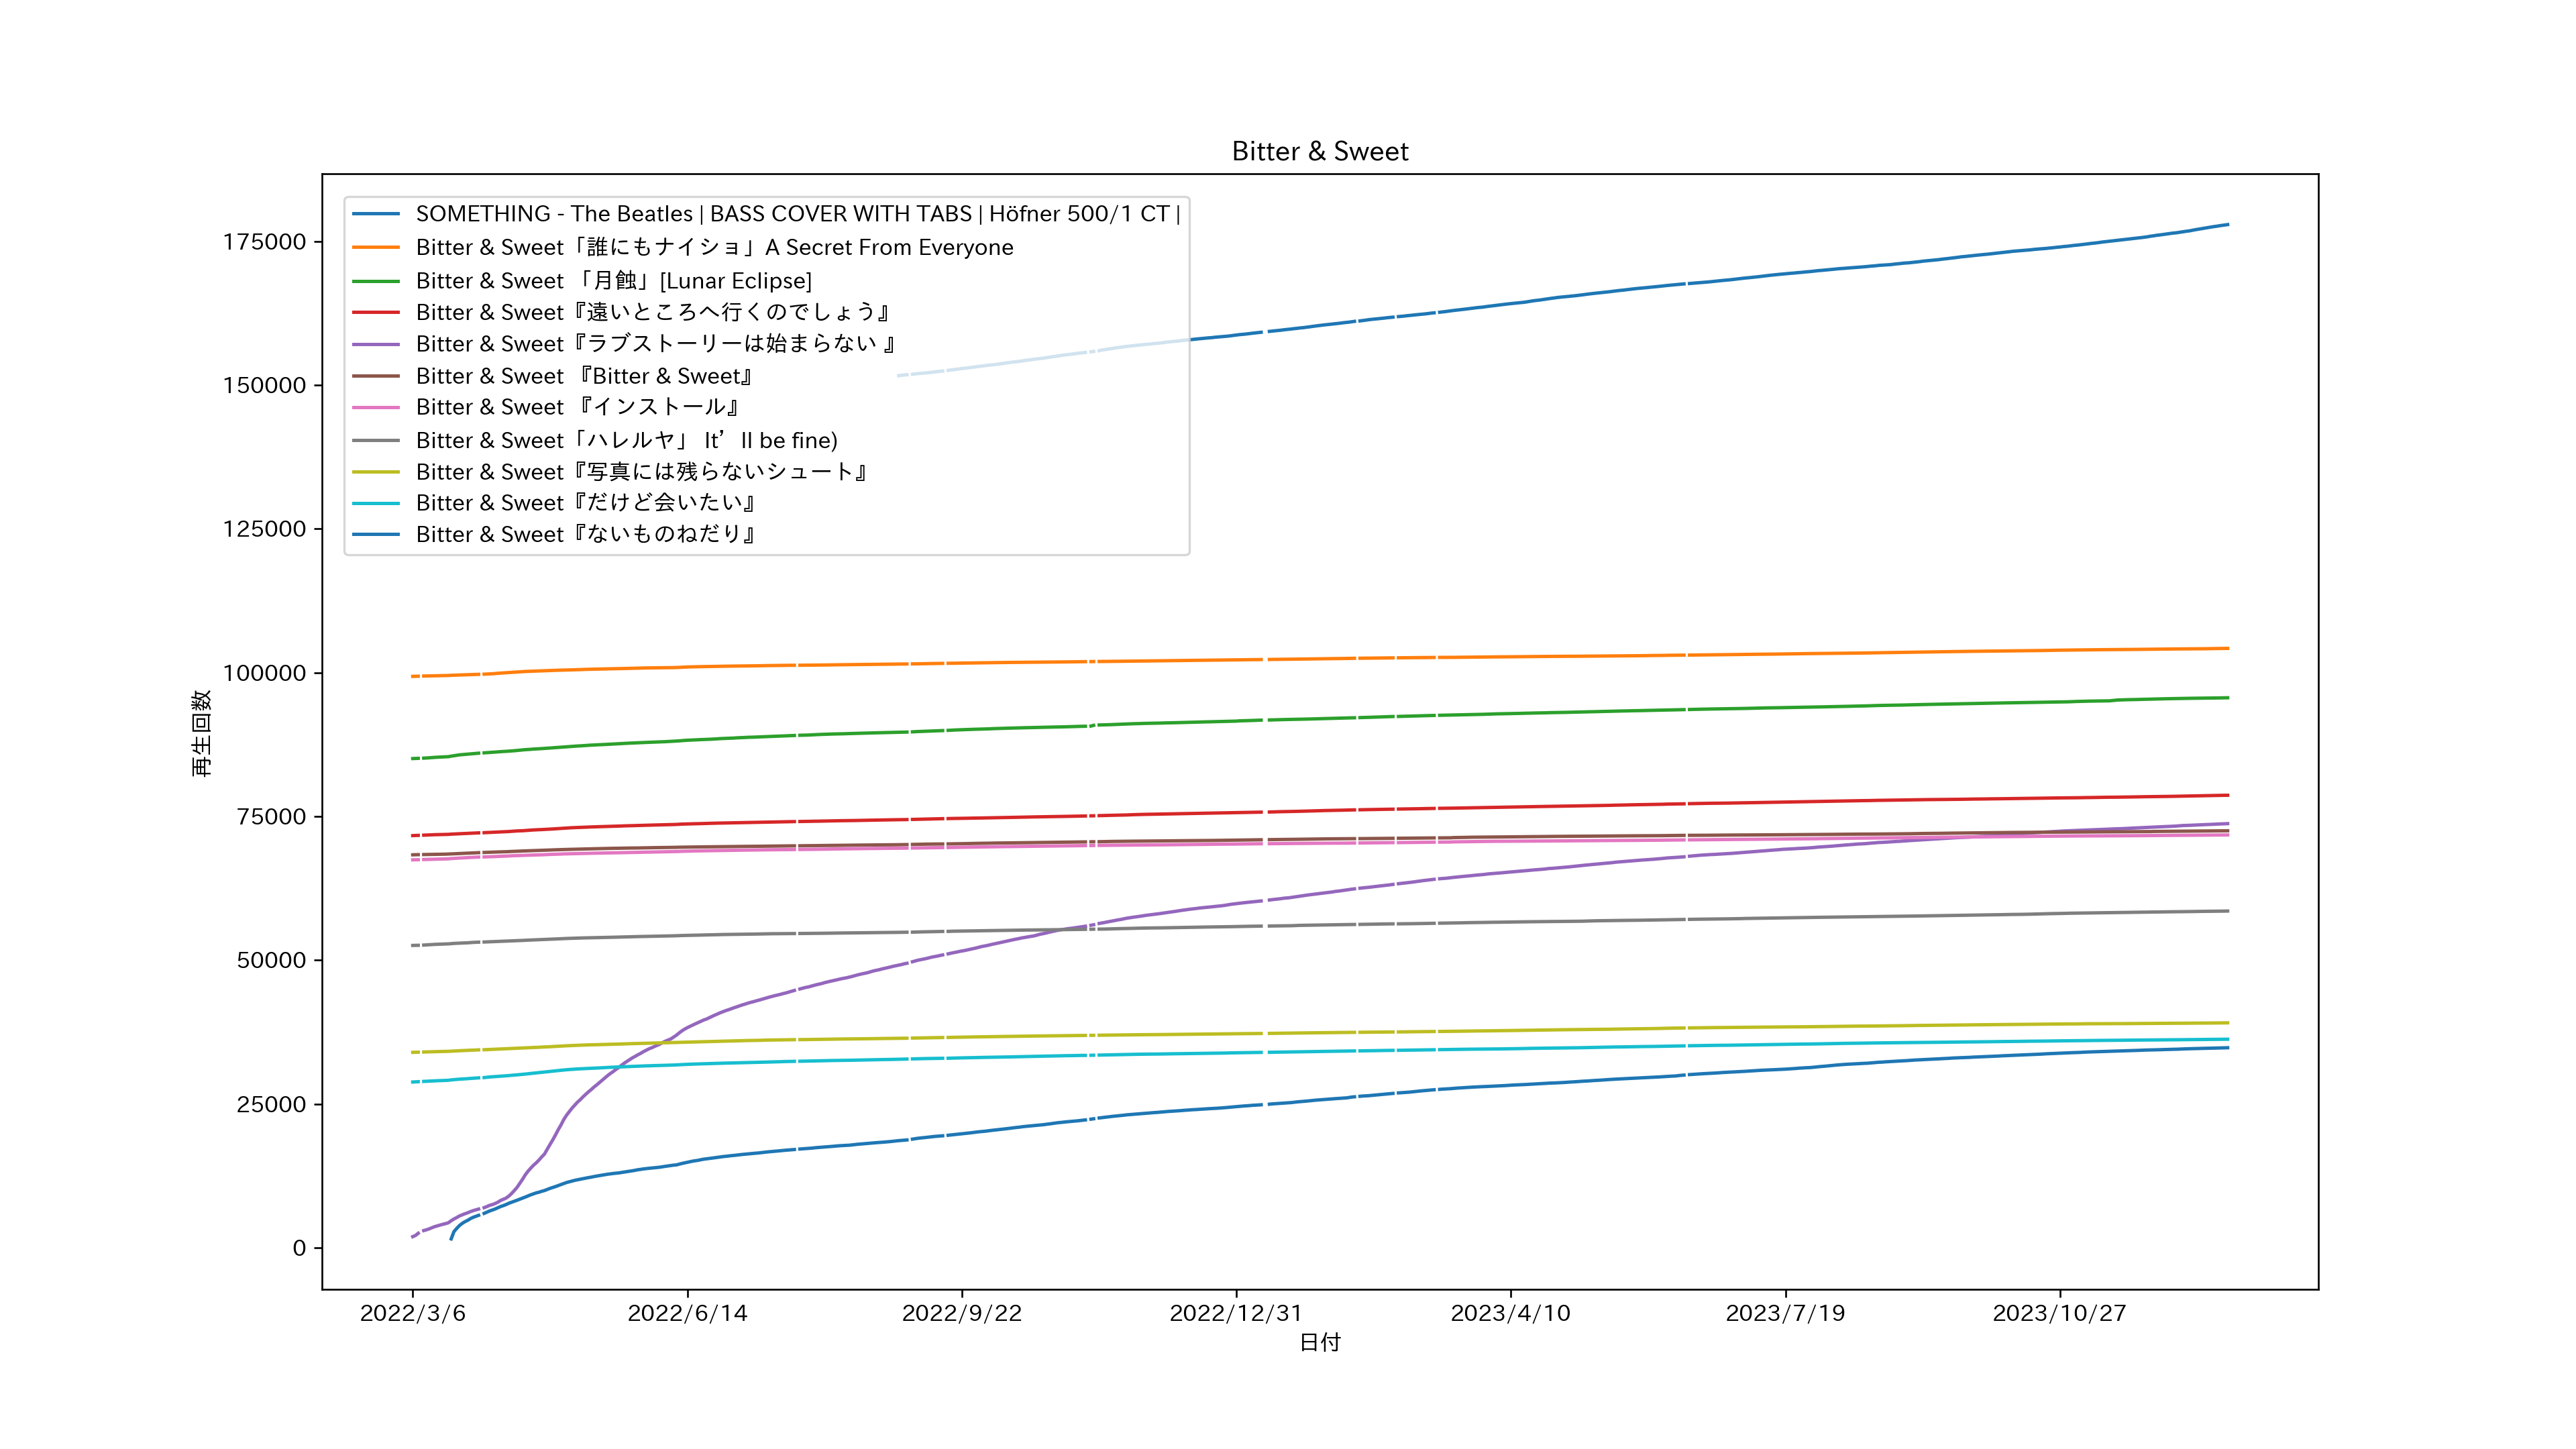 Bitter & Sweet
SOMETHING - The Beatles | BASS COVER WITH TABS | Höfner 500/1 CT |
Bitter & Sweet「誰にもナイショ」A Secret From Everyone
Bitter & Sweet 「月蝕」[Lunar Eclipse]
Bitter & Sweet『遠いところへ行くのでしょう』
Bitter & Sweet『ラブストーリーは始まらない 』
Bitter & Sweet 『Bitter & Sweet』
Bitter & Sweet 『インストール』
Bitter & Sweet「ハレルヤ」 It’ll be fine)
Bitter & Sweet『写真には残らないシュート』
Bitter & Sweet『だけど会いたい』
Bitter & Sweet『ないものねだり』
再生回数
175000
150000
125000
100000
75000
50000
25000
0
2022/3/6 2022/6/14 2022/9/22 2022/12/31 2023/4/10 2023/7/19 2023/10/27
日付